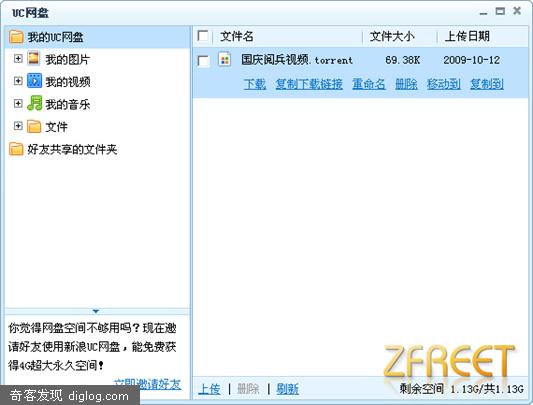 UC网盘
我的UC网盘
我的图片
我的视频
我的音乐
文件
好友共享的文件夹
文件名 文件大小 上传日期
国庆阅兵视频.torrent 69.38K 2009-10-12
下载 复制下载链接 重命名 删除 移动到 复制到
你觉得网盘空间不够用吗？现在邀
请好友使用新浪UC网盘，能免费获
得4G超大永久空间！
立即邀请好友
上传 | 删除 | 刷新
剩余空间 1.13G/共1.13G
ZFREET
奇客发现 diglog.com